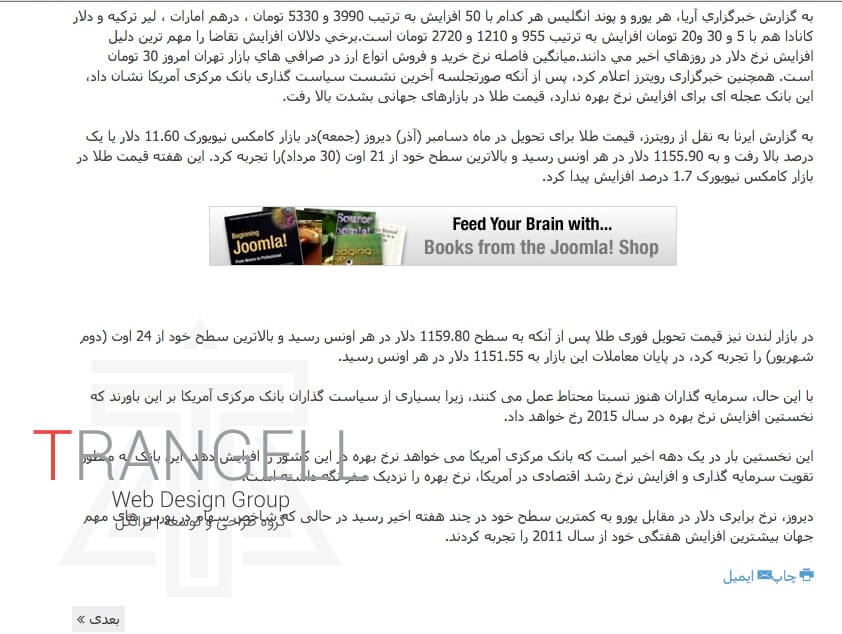 به گزارش خبرگزاري آريا، هر يورو و پوند انگليس هر كدام با 50 افزايش به ترتيب 3990 و 5330 تومان ، درهم امارات ، لير تركيه و دلار
كانادا هم با 5 و 30 و20 تومان افزايش به ترتيب 955 و 1210 و 2720 تومان است.برخي دلالان افزايش تقاضا را مهم ترين دليل
افزايش نرخ دلار در روزهاي اخير مي دانند.ميانگين فاصله نرخ خريد و فروش انواع ارز در صرافي هاي بازار تهران امروز 30 تومان
است. همچنین خبرگزاری رویترز اعلام کرد، پس از آنکه صورتجلسه آخرین نشست سیاست گذاری بانک مرکزی آمریکا نشان داد،
این بانک عجله ای برای افزایش نرخ بهره ندارد، قیمت طلا در بازارهای جهانی بشدت بالا رفت.
به گزارش ایرنا به نقل از رویترز، قیمت طلا برای تحویل در ماه دسامبر (آذر) دیروز (جمعه)در بازار کامکس نیویورک 11.60 دلار یا یک
درصد بالا رفت و به 1155.90 دلار در هر اونس رسید و بالاترین سطح خود از 21 اوت (30 مرداد)را تجربه کرد. این هفته قیمت طلا در
بازار کامکس نیویورک 1.7 درصد افزایش پیدا کرد.
Beginning
Joomla!
From Novice to Professional
Source
Feed Your Brain with...
Books from the Joomla! Shop
در بازار لندن نیز قیمت تحویل فوری طلا پس از آنکه به سطح 1159.80 دلار در هر اونس رسید و بالاترین سطح خود از 24 اوت (دوم
شهریور) را تجربه کرد، در پایان معاملات این بازار به 1151.55 دلار در هر اونس رسید.
با این حال، سرمایه گذاران هنوز نسبتا محتاط عمل می کنند، زیرا بسیاری از سیاست گذاران بانک مرکزی آمریکا بر این باورند که
نخستین افزایش نرخ بهره در سال 2015 رخ خواهد داد.
این نخستین بار در یک دهه اخیر است که بانک مرکزی آمریکا می خواهد نرخ بهره در این کشور را افزایش دهد. این بانک به منظور
تقویت سرمایه گذاری و افزایش نرخ رشد اقتصادی در آمریکا، نرخ بهره را نزدیک صفر نگه داشته است.
TRANGELL
Web Design Group
گروه طراحی و توسعه | ترانگل
دیروز، نرخ برابری دلار در مقابل یورو به کمترین سطح خود در چند هفته اخیر رسید در حالی که شاخص سهام در بورس های مهم
جهان بیشترین افزایش هفتگی خود از سال 2011 را تجربه کردند.
چاپ ایمیل
بعدی »